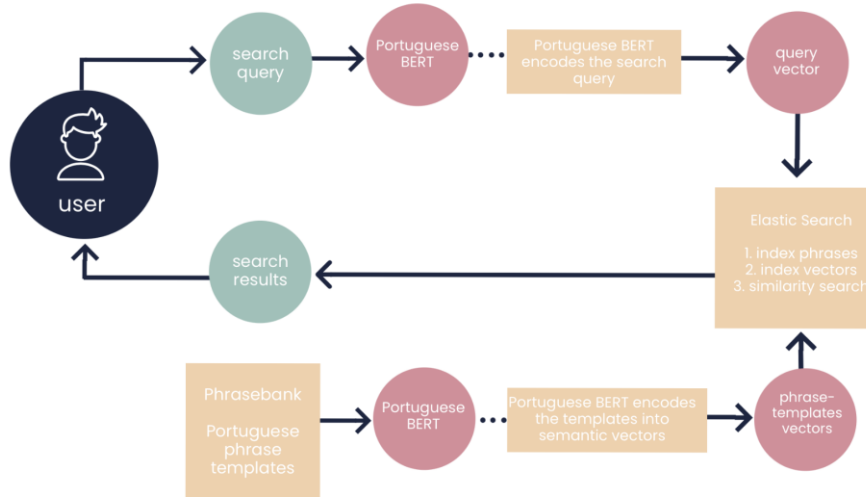 search
query
Portuguese
BERT
Portuguese BERT
encodes the search
query
query
vector
user
Elastic Search
1. index phrases
2. index vectors
3. similarity search
search
results
Phrasebank
Portuguese
phrase
templates
Portuguese
BERT
Portuguese BERT encodes
the templates into
semantic vectors
phrase-
templates
vectors